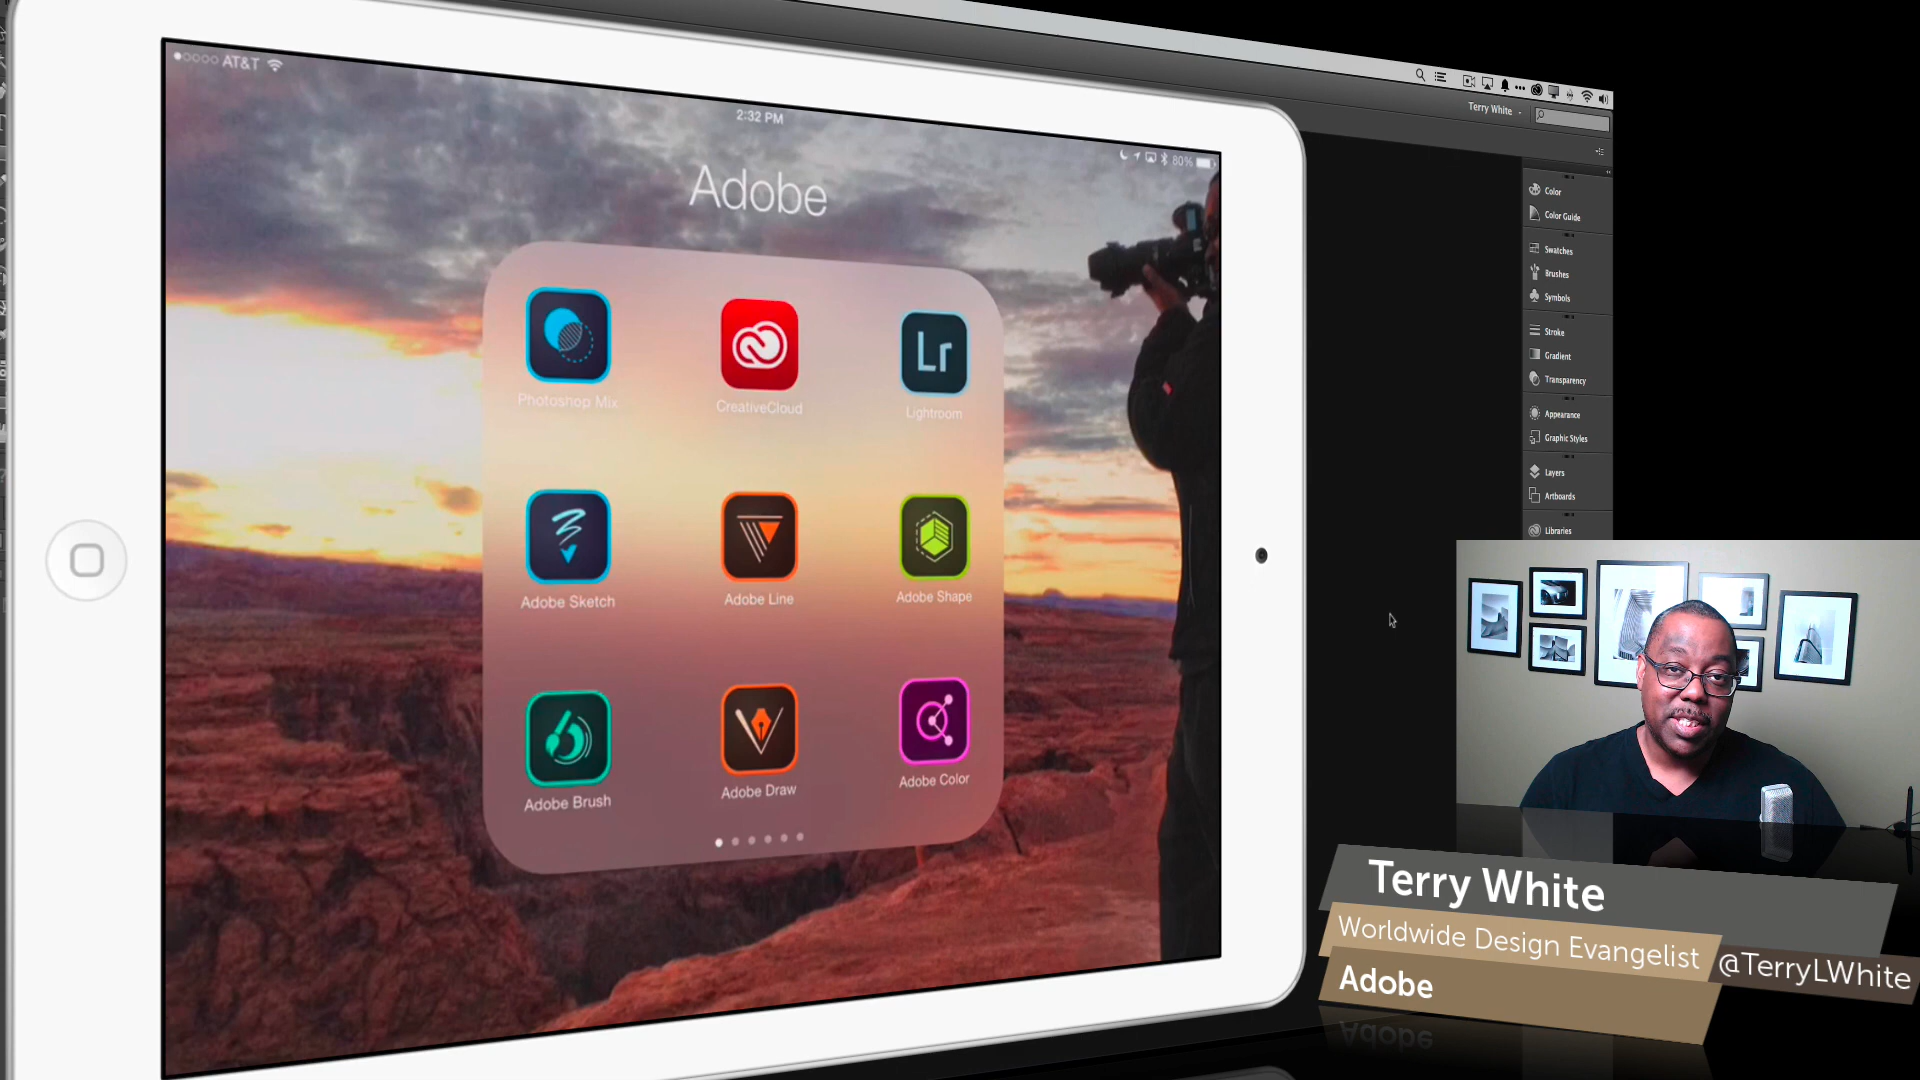 AT&T
2:32 PM
80%
Adobe
Photoshop Mix
CreativeCloud
Lr
Lightroom
Adobe Sketch
Adobe Line
Adobe Shape
Adobe Brush
Adobe Draw
Adobe Color
Terry White
Color
Color Guide
Swatches
Brushes
Symbols
Stroke
Gradient
Transparency
Appearance
Graphic Styles
Layers
Artboards
Libraries
Terry White
Worldwide Design Evangelist
@TerryLWhite
Adobe